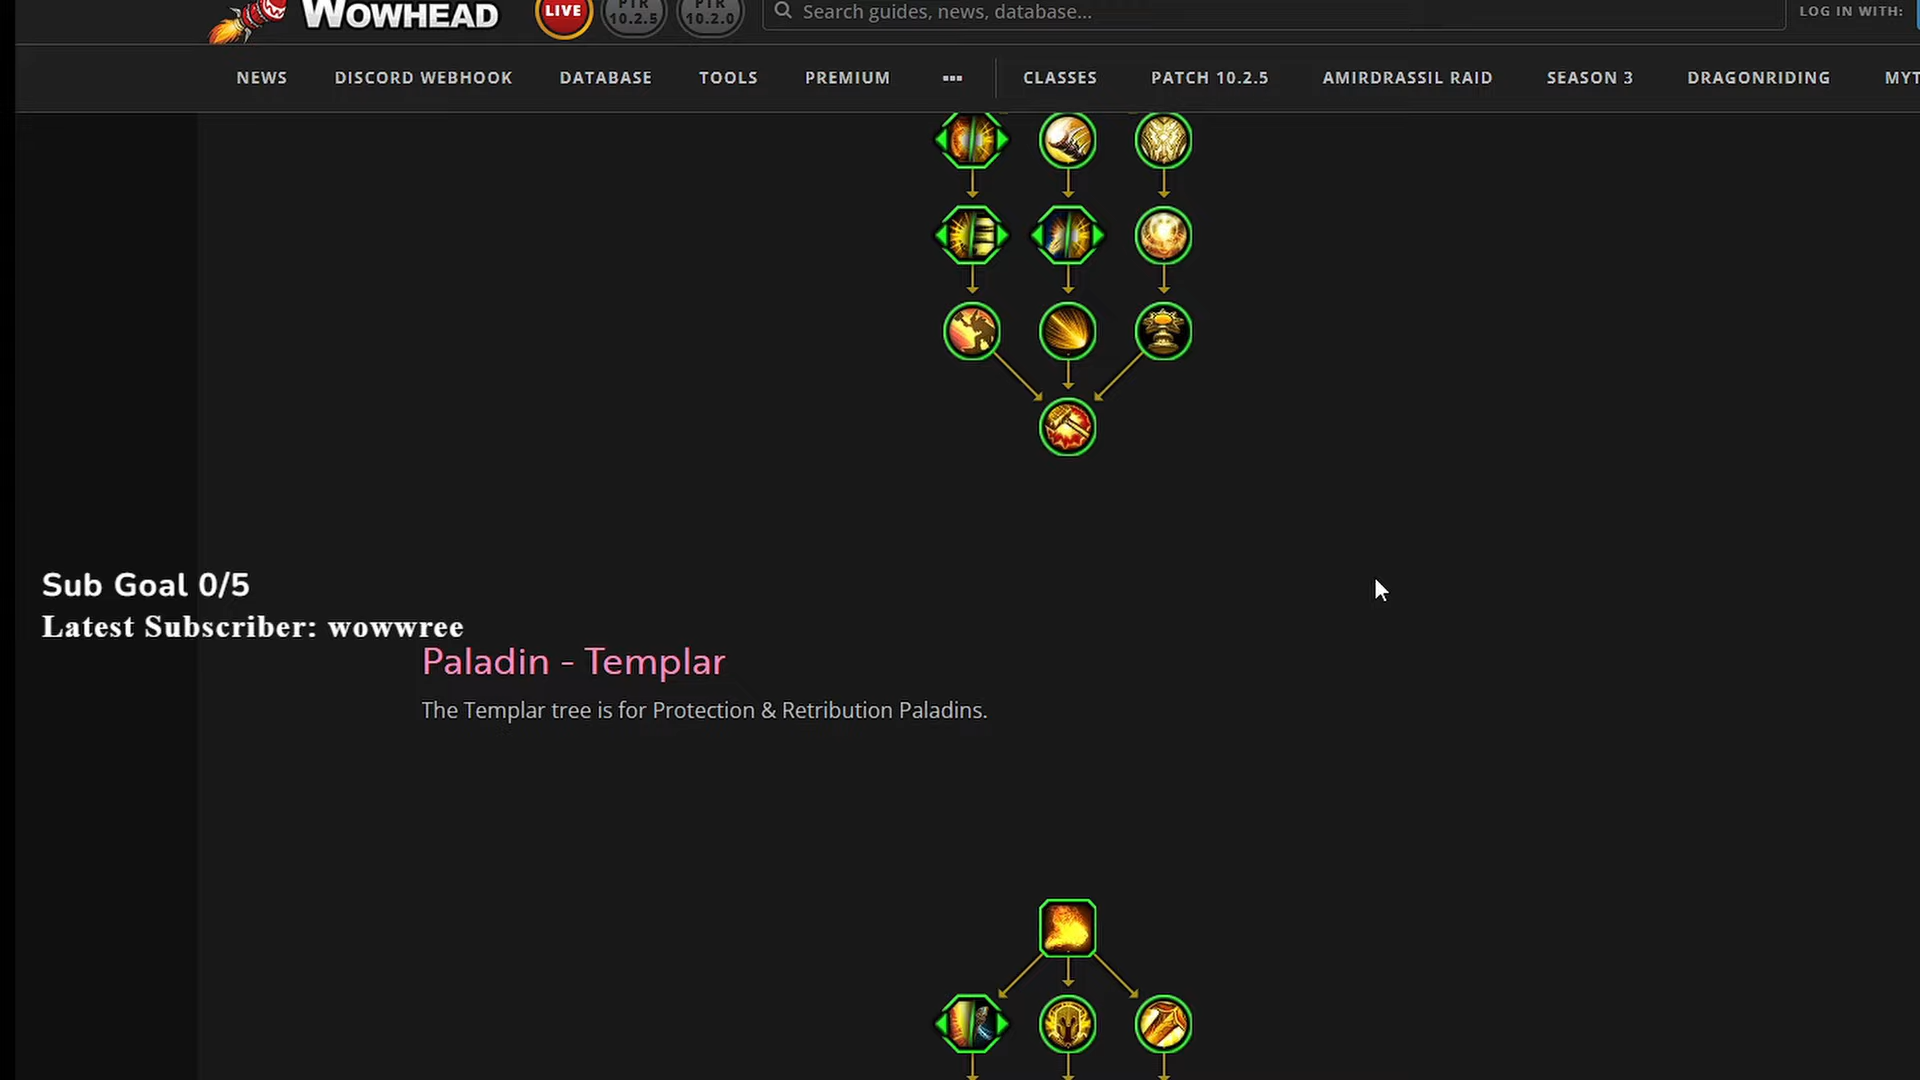 WOWHEAD
LIVE
PTR 10.2.5
PTR 10.2.0
Search guides, news, database...
LOG IN WITH:
NEWS
DISCORD WEBHOOK
DATABASE
TOOLS
PREMIUM
•••
CLASSES
PATCH 10.2.5
AMIRDRASSIL RAID
SEASON 3
DRAGONRIDING
MYT
Sub Goal 0/5
Latest Subscriber: wowwree
Paladin - Templar
The Templar tree is for Protection & Retribution Paladins.